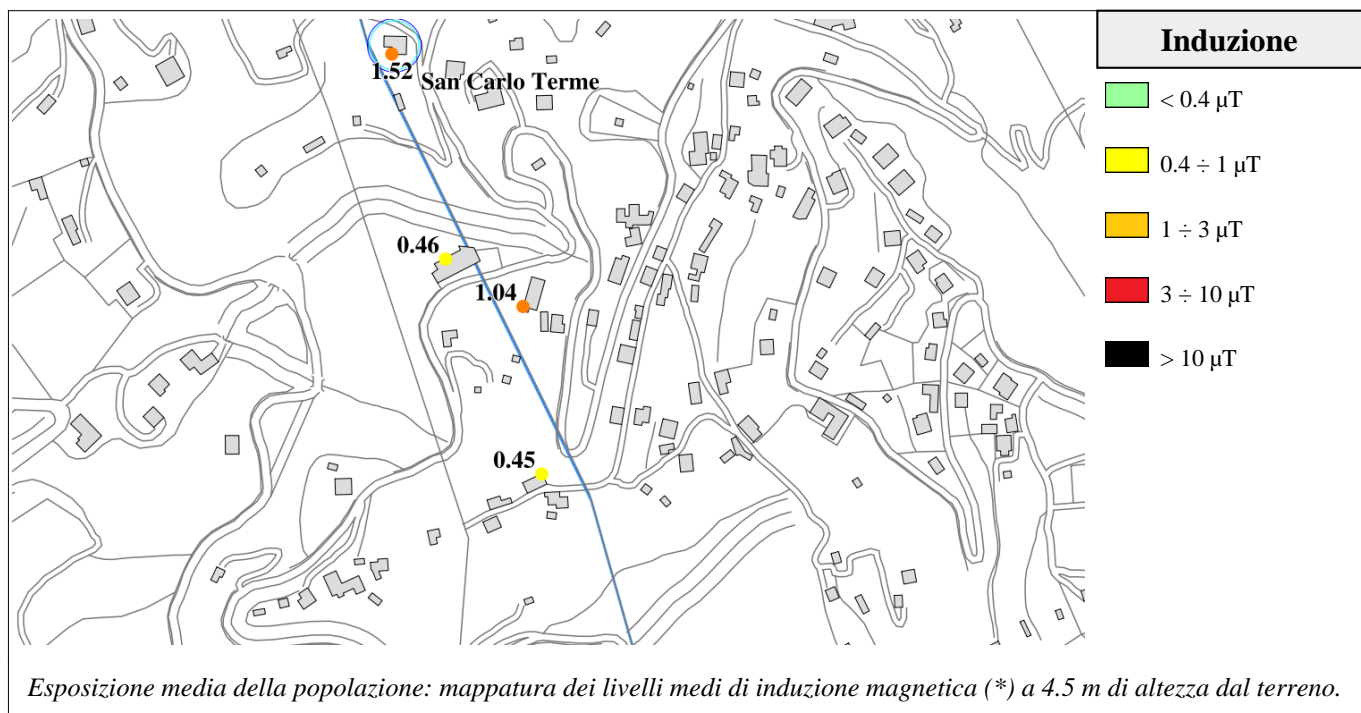 Induzione
< 0.4 µT
0.4 ÷ 1 µT
1 ÷ 3 µT
3 ÷ 10 µT
> 10 µT
1.52
San Carlo Terme
0.46
1.04
0.45
Esposizione media della popolazione: mappatura dei livelli medi di induzione magnetica (*) a 4.5 m di altezza dal terreno.